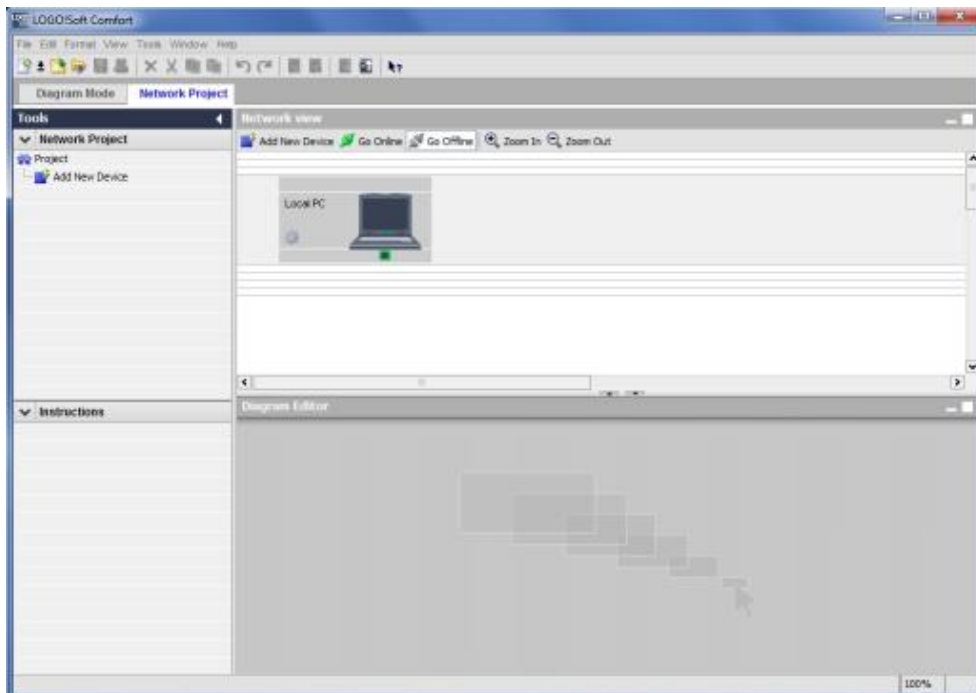 LOGO!Soft Comfort
File Edit Format View Tools Window Help
Diagram Mode Network Project
Tools
Network Project
Project
Add New Device
Network view
Add New Device Go Online Go Offline Zoom In Zoom Out
Local PC
Instructions
Diagram Editor
100%